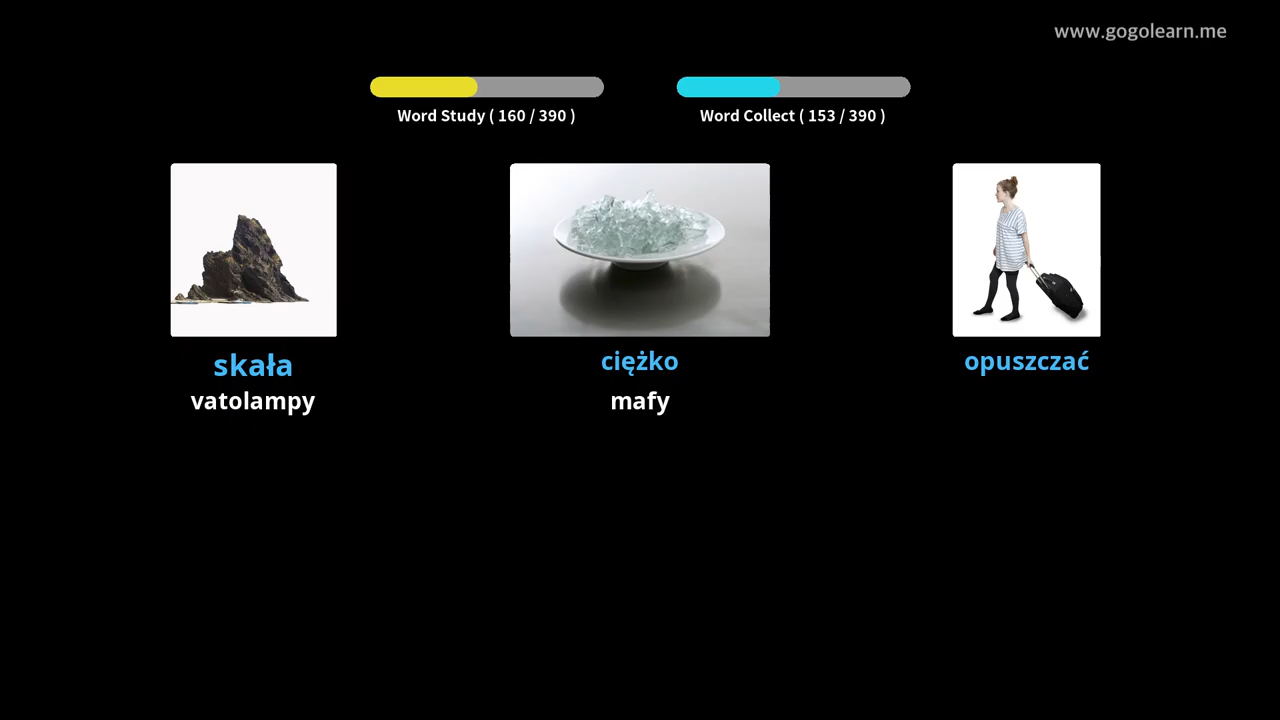 www.gogolearn.me
Word Study ( 160 / 390 )
Word Collect ( 153 / 390 )
skała
ciężko
opuszczać
vatolampy
mafy